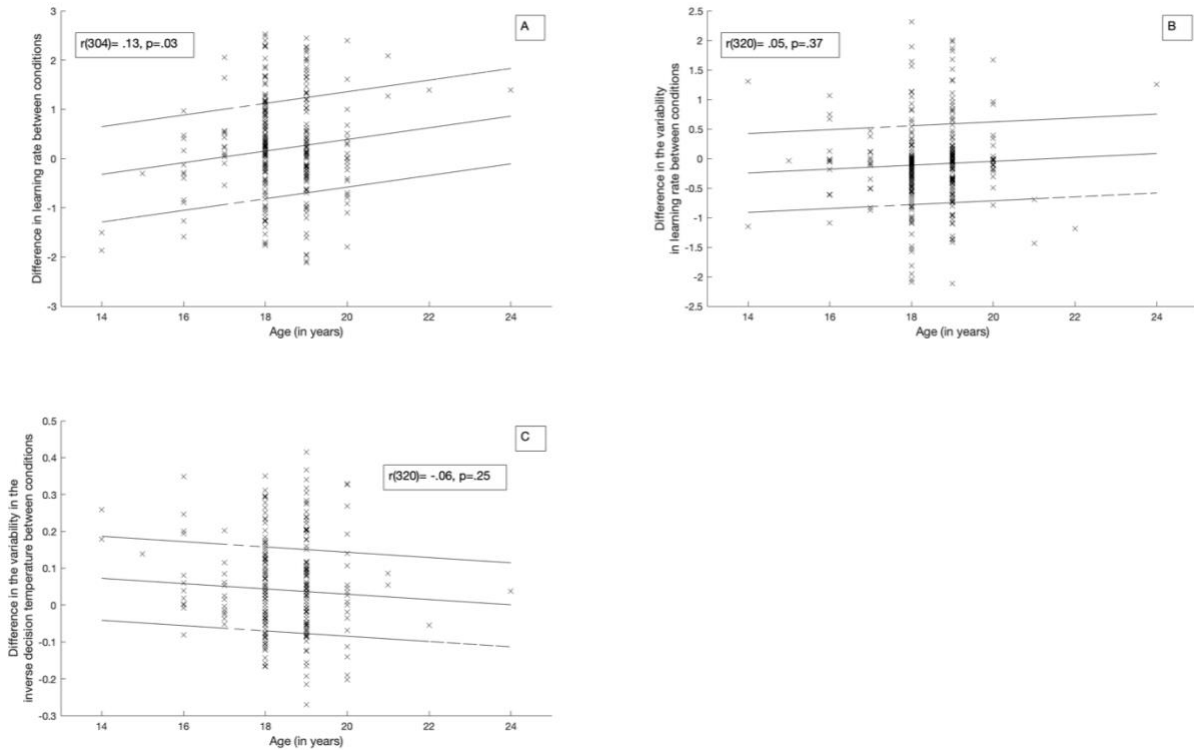 A
r(304)= .13, p=.03
Difference in learning rate between conditions
3
2
1
0
-1
-2
-3
14 16 18 20 22 24
Age (in years)
B
r(320)= .05, p=.37
Difference in the variability
in learning rate between conditions
2.5
2
1.5
1
0.5
0
-0.5
-1
-1.5
-2
-2.5
14 16 18 20 22 24
Age (in years)
C
r(320)= -.06, p=.25
Difference in the variability in the
inverse decision temperature between conditions
0.5
0.4
0.3
0.2
0.1
0
-0.1
-0.2
-0.3
14 16 18 20 22 24
Age (in years)